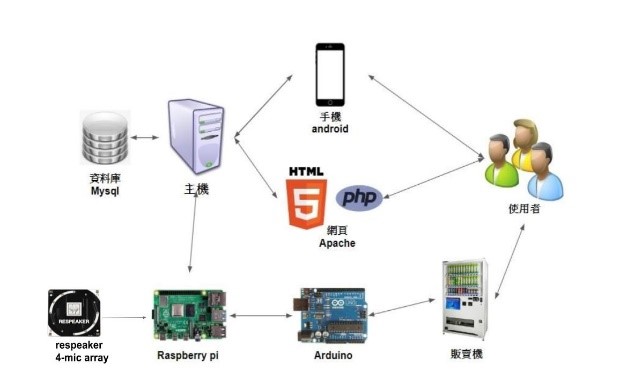 手機
android
資料庫
Mysql
主機
HTML
5
php
網頁
Apache
使用者
RESPEAKER
respeaker
4-mic array
Raspberry pi
UNO
Arduino
販賣機